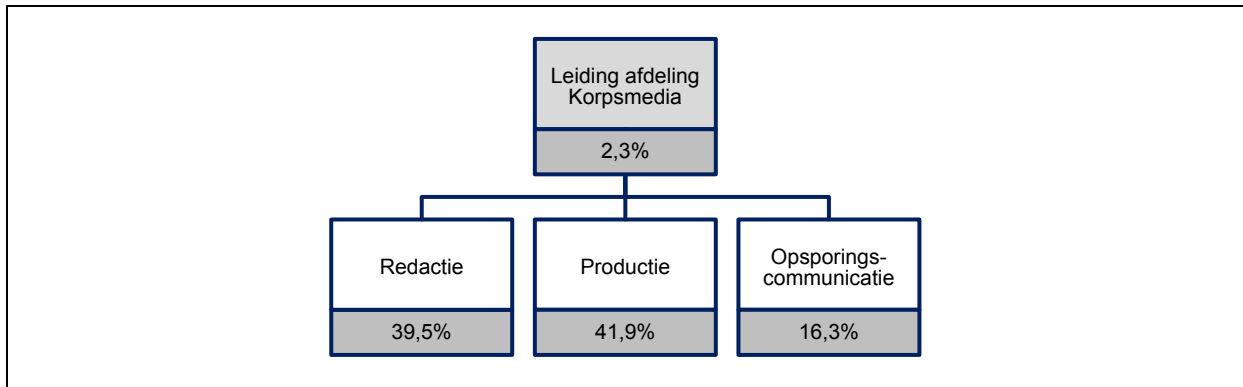 Leiding afdeling
Korpsmedia
2,3%
Redactie
39,5%
Productie
41,9%
Opsporings-
communicatie
16,3%